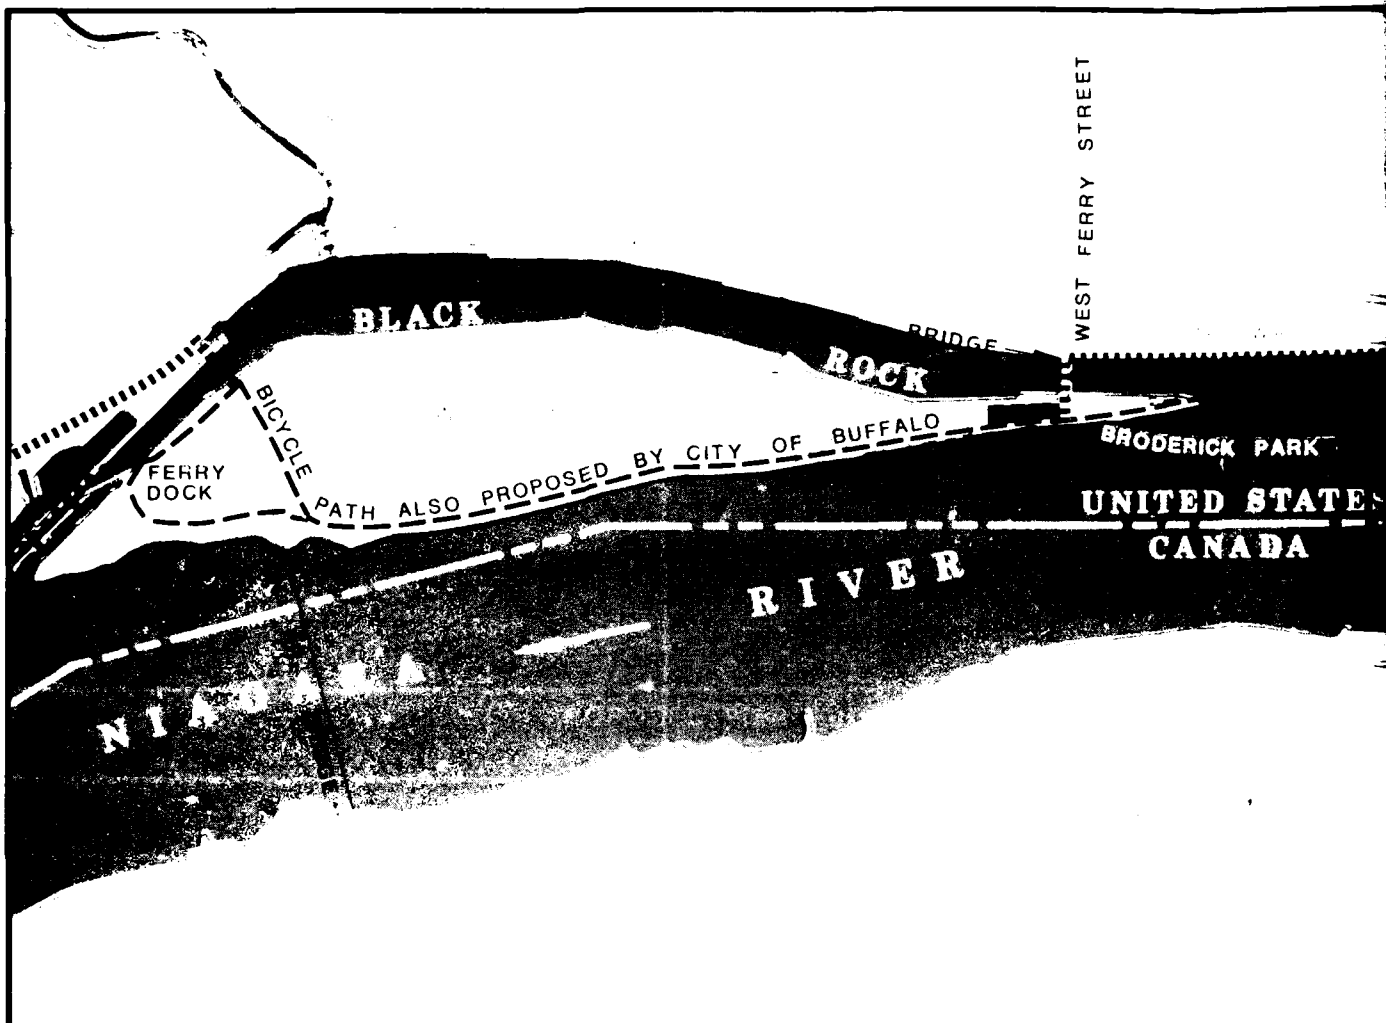 WEST FERRY STREET
BLACK
ROCK
BRIDGE
BICYCLE
PATH ALSO PROPOSED BY CITY OF BUFFALO
FERRY
DOCK
BRODERICK PARK
UNITED STATES
CANADA
NIAGARA
RIVER